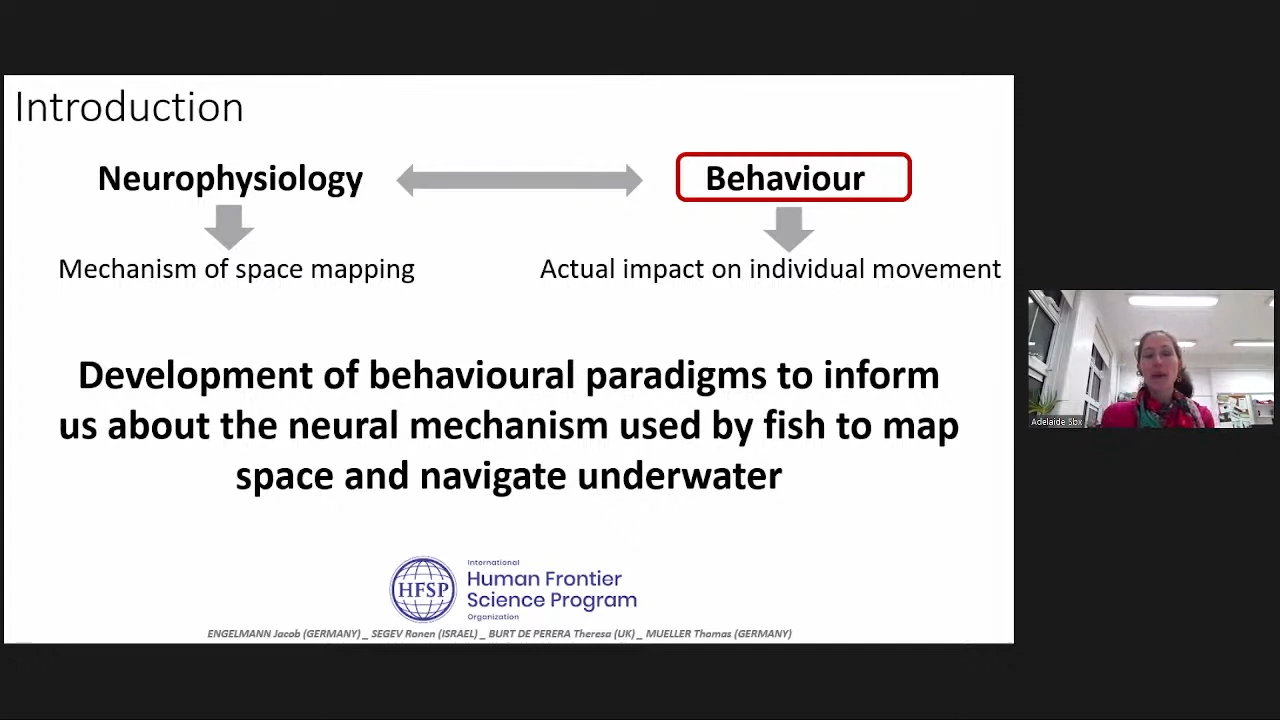 Introduction
Neurophysiology
Behaviour
Mechanism of space mapping
Actual impact on individual movement
Development of behavioural paradigms to inform
us about the neural mechanism used by fish to map
space and navigate underwater
HFSP
International
Human Frontier
Science Program
Organization
ENGELMANN Jacob (GERMANY) _ SEGEV Ronen (ISRAEL) _ BURT DE PERERA Theresa (UK) _ MUELLER Thomas (GERMANY)
Adelaide Sbx